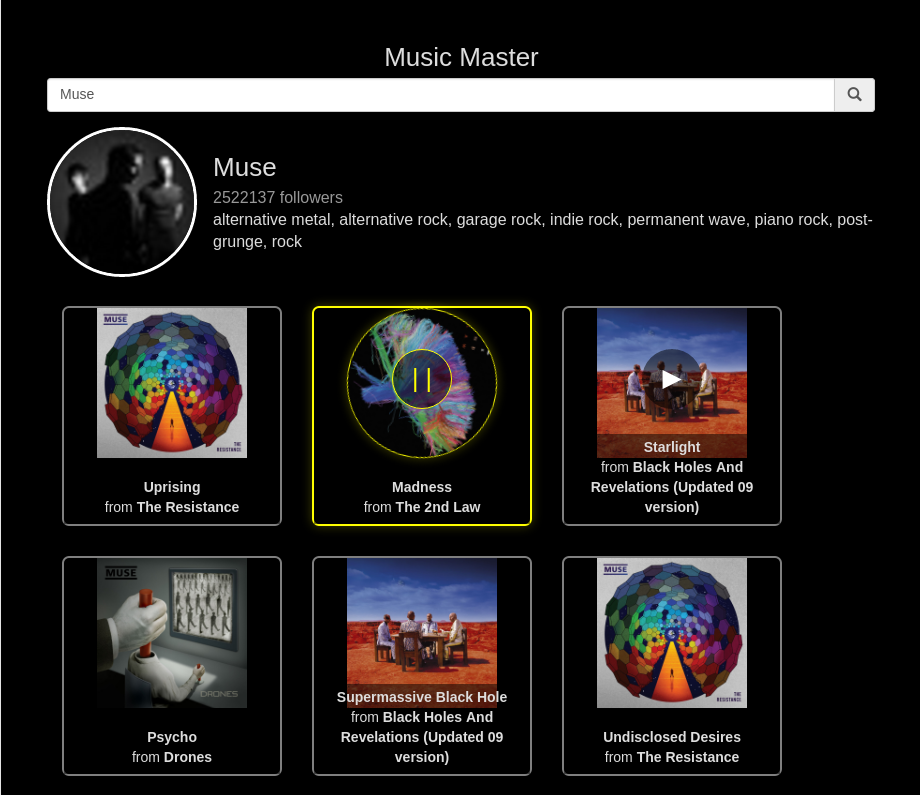 Music Master
Muse
Muse
2522137 followers
alternative metal, alternative rock, garage rock, indie rock, permanent wave, piano rock, post-
grunge, rock
MUSE
THE
RESISTANCE
Uprising
from The Resistance
Madness
from The 2nd Law
Starlight
from Black Holes And
Revelations (Updated 09
version)
MUSE
DRONES
Psycho
from Drones
Supermassive Black Hole
from Black Holes And
Revelations (Updated 09
version)
MUSE
THE
RESISTANCE
Undisclosed Desires
from The Resistance